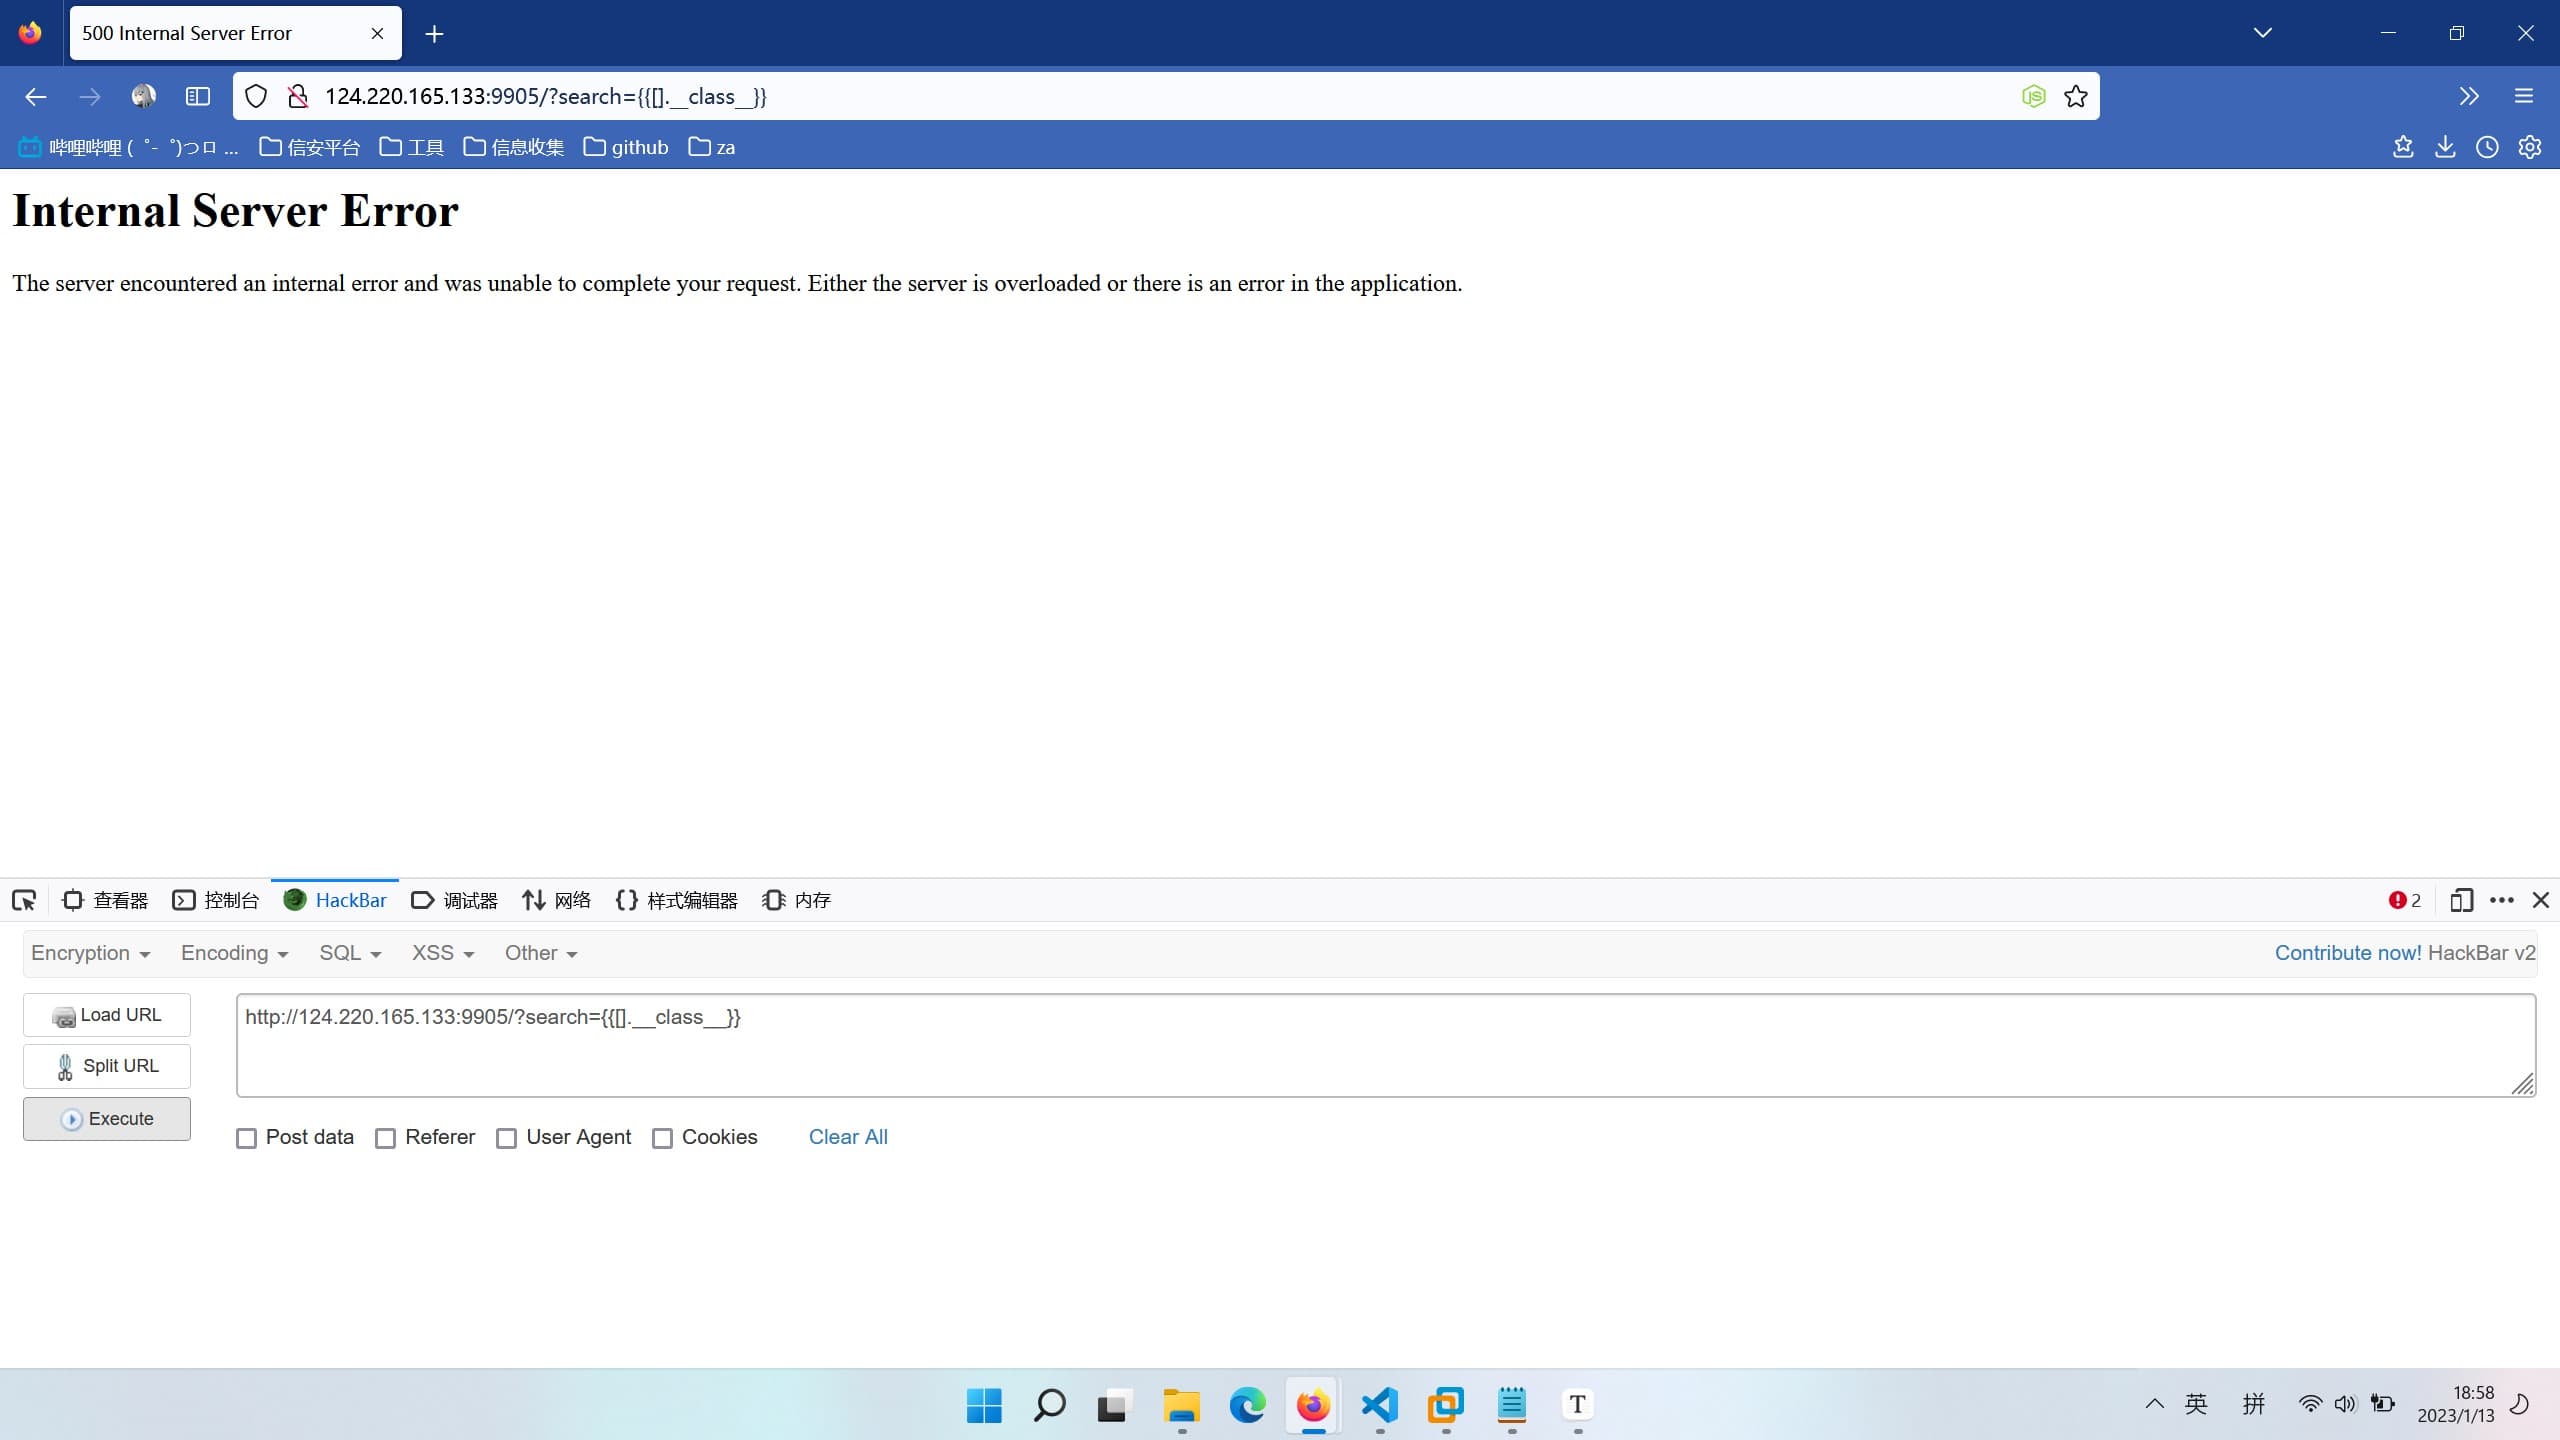 500 Internal Server Error
124.220.165.133:9905/?search={{[].__class__}}
哔哩哔哩 ( ゜- ゜)つロ ... 信安平台 工具 信息收集 github za
Internal Server Error
The server encountered an internal error and was unable to complete your request. Either the server is overloaded or there is an error in the application.
查看器 控制台 HackBar 调试器 网络 样式编辑器 内存 2
Encryption Encoding SQL XSS Other Contribute now! HackBar v2
Load URL
http://124.220.165.133:9905/?search={{[].__class__}}
Split URL
Execute
Post data Referer User Agent Cookies Clear All
英 拼 18:58
2023/1/13